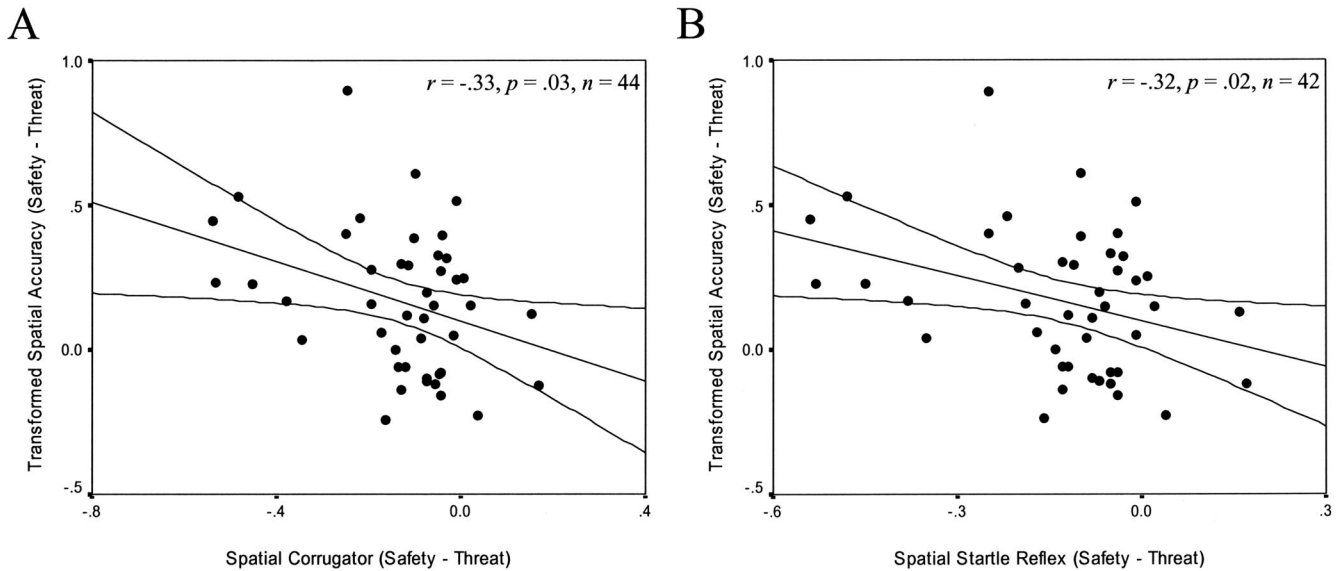 A
r = -.33, p = .03, n = 44
Transformed Spatial Accuracy (Safety - Threat)
1.0
.5
0.0
-.5
-.8
-.4
0.0
.4
Spatial Corrugator (Safety - Threat)
B
r = -.32, p = .02, n = 42
Transformed Spatial Accuracy (Safety - Threat)
1.0
.5
0.0
-.5
-.6
-.3
0.0
.3
Spatial Startle Reflex (Safety - Threat)